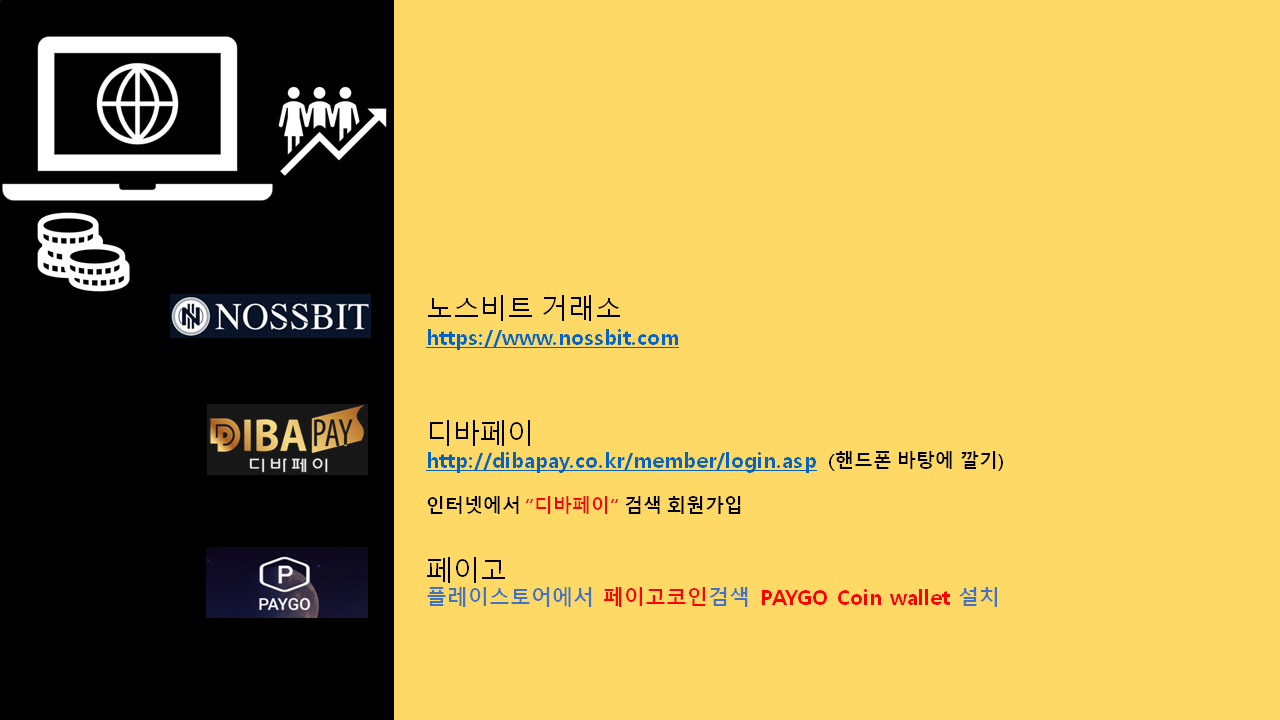 NOSSBIT
노스비트 거래소
https://www.nossbit.com
DIBA PAY
디바페이
디바페이
http://dibapay.co.kr/member/login.asp (핸드폰 바탕에 깔기)
인터넷에서 "디바페이" 검색 회원가입
P
PAYGO
페이고
플레이스토어에서 페이고코인검색 PAYGO Coin wallet 설치